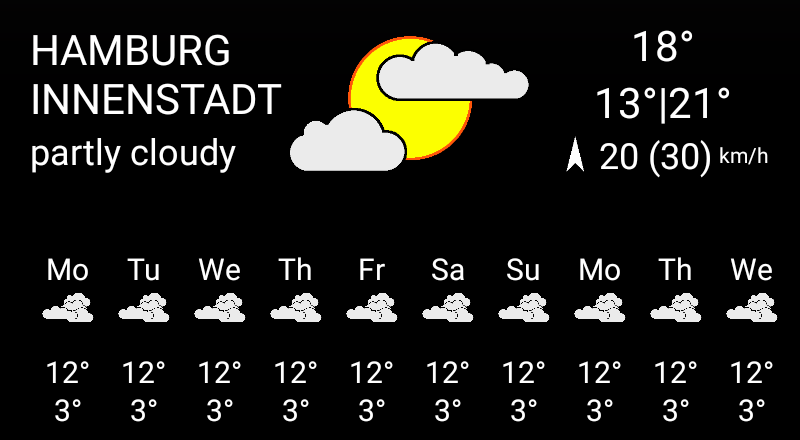 HAMBURG
INNENSTADT
partly cloudy
18°
13°|21°
20 (30) km/h
Mo Tu We Th Fr Sa Su Mo Th We
12° 12° 12° 12° 12° 12° 12° 12° 12° 12°
3° 3° 3° 3° 3° 3° 3° 3° 3° 3°